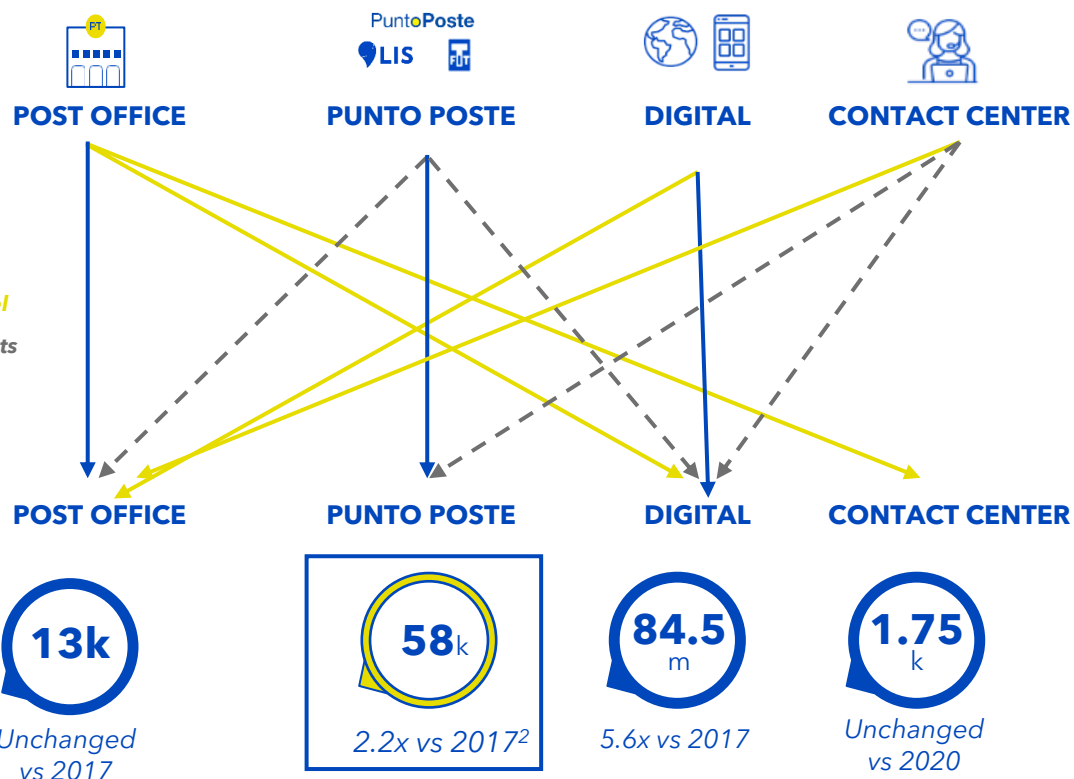 PT
PuntoPoste
LIS
POST OFFICE
PUNTO POSTE
DIGITAL
CONTACT CENTER
POST OFFICE
PUNTO POSTE
DIGITAL
CONTACT CENTER
13k
58k
84.5
m
1.75
k
Unchanged
vs 2017
2.2x vs 2017²
5.6x vs 2017
Unchanged
vs 2020